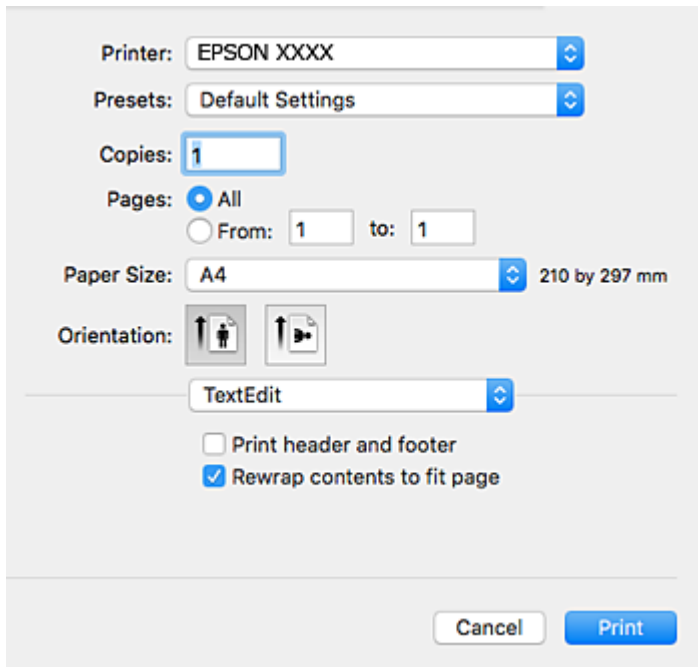 Printer: EPSON XXXX
Presets: Default Settings
Copies: 1
Pages: All
From: 1 to: 1
Paper Size: A4 210 by 297 mm
Orientation:
TextEdit
Print header and footer
Rewrap contents to fit page
Cancel Print